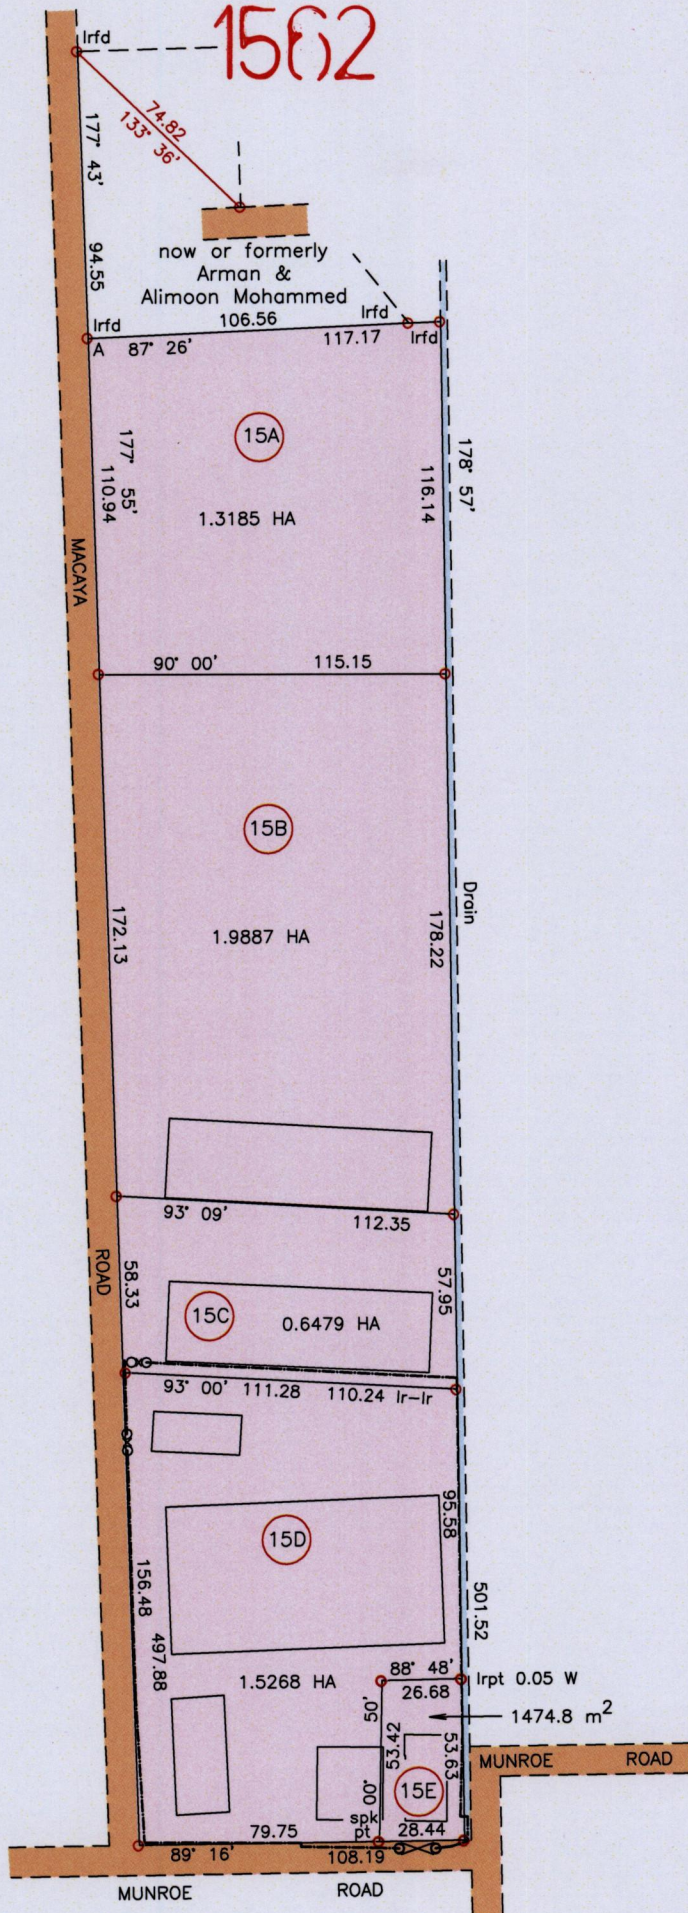 1562
Irfd
74.82
133° 36'
177° 43'
94.55
now or formerly
Arman &
Alimoon Mohammed
Irfd
106.56
Irfd
A
87° 26'
117.17
Irfd
15A
177° 55'
110.94
116.14
178° 57'
1.3185 HA
MACAYA
90° 00'
115.15
15B
Drain
172.13
1.9887 HA
178.22
93° 09'
112.35
ROAD
58.33
57.95
15C
0.6479 HA
93° 00'
111.28
110.24 Ir-Ir
95.58
15D
156.48
501.52
497.88
88° 48'
Irpt 0.05 W
1.5268 HA
26.68
50'
1474.8 m²
53.42
53.63
MUNROE ROAD
00°
15E
spk
pt
79.75
28.44
89° 16'
108.19
MUNROE ROAD